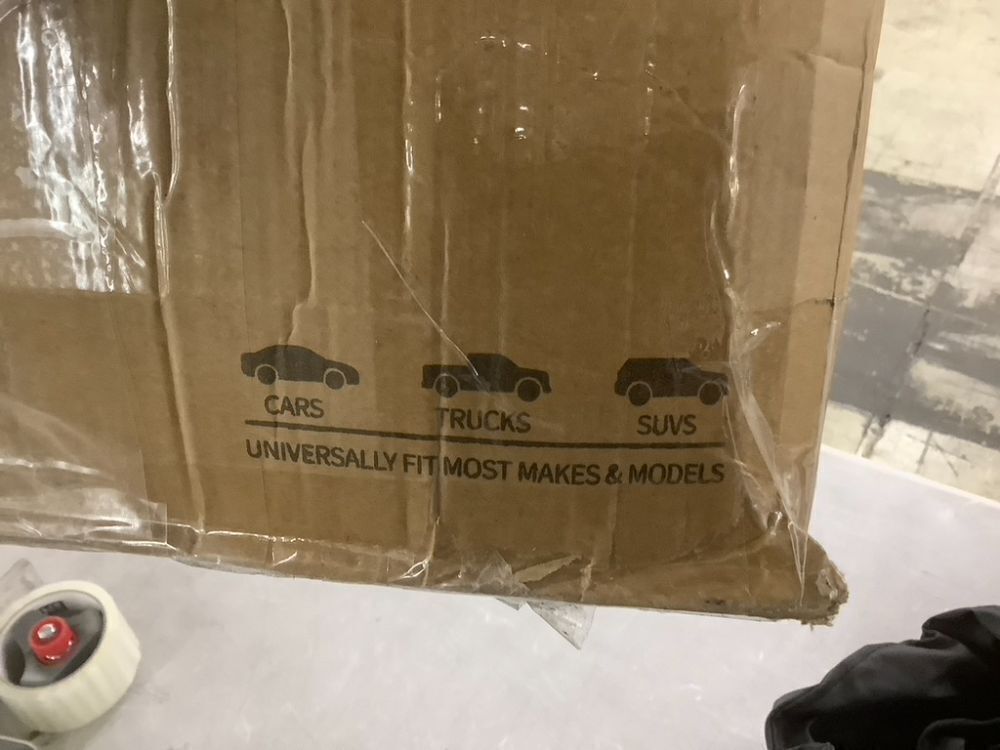 CARS TRUCKS SUVS
UNIVERSALLY FIT MOST MAKES & MODELS